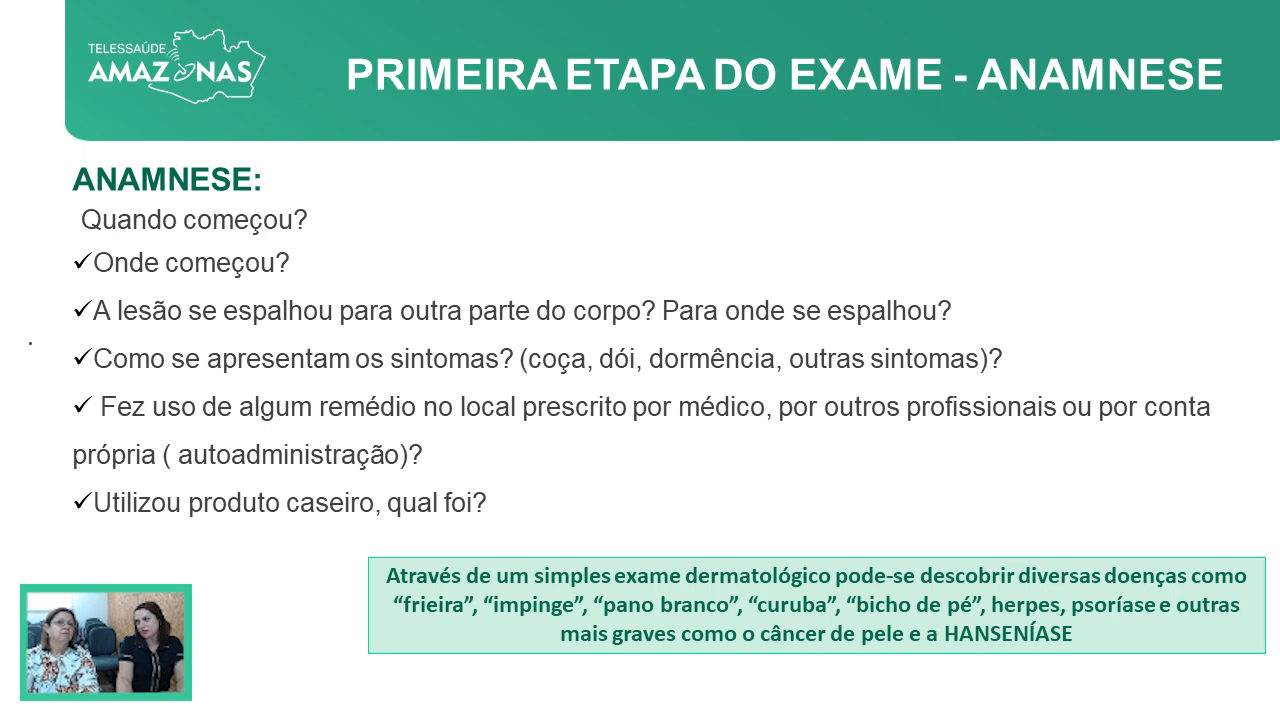 TELESSAÚDE
AMAZONAS
PRIMEIRA ETAPA DO EXAME - ANAMNESE
ANAMNESE:
Quando começou?
✓Onde começou?
✓A lesão se espalhou para outra parte do corpo? Para onde se espalhou?
✓Como se apresentam os sintomas? (coça, dói, dormência, outras sintomas)?
✓ Fez uso de algum remédio no local prescrito por médico, por outros profissionais ou por conta
própria ( autoadministração)?
✓Utilizou produto caseiro, qual foi?
Através de um simples exame dermatológico pode-se descobrir diversas doenças como
“frieira”, “impinge”, “pano branco”, “curuba”, “bicho de pé”, herpes, psoríase e outras
mais graves como o câncer de pele e a HANSENÍASE